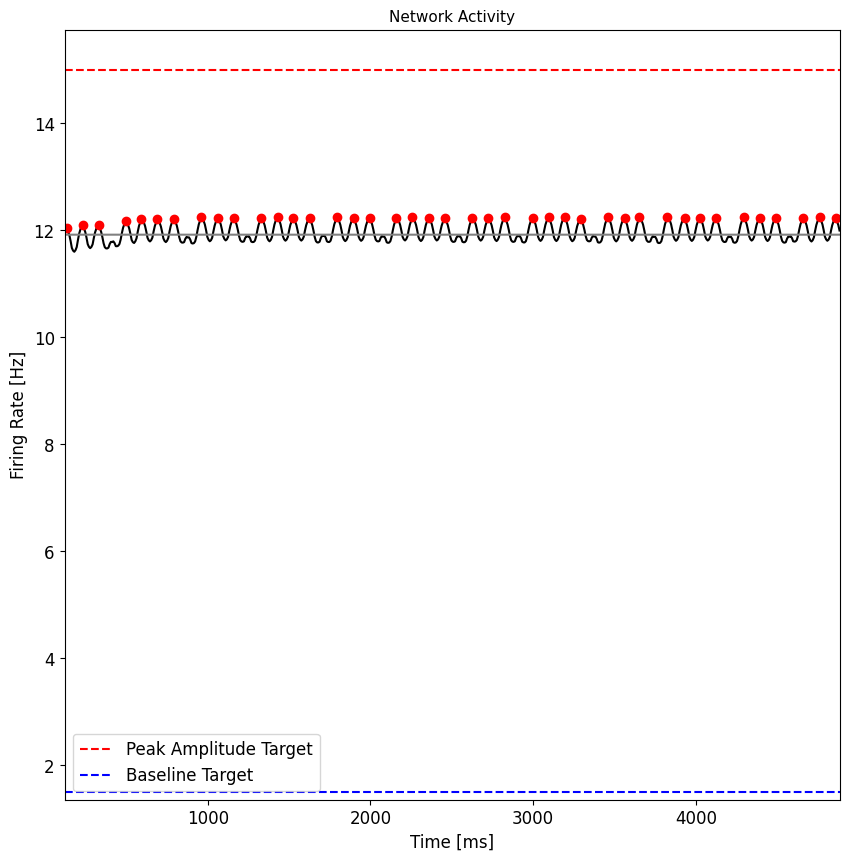 Network Activity
Firing Rate [Hz]
14
12
10
8
6
4
2
Peak Amplitude Target
Baseline Target
1000 2000 3000 4000
Time [ms]